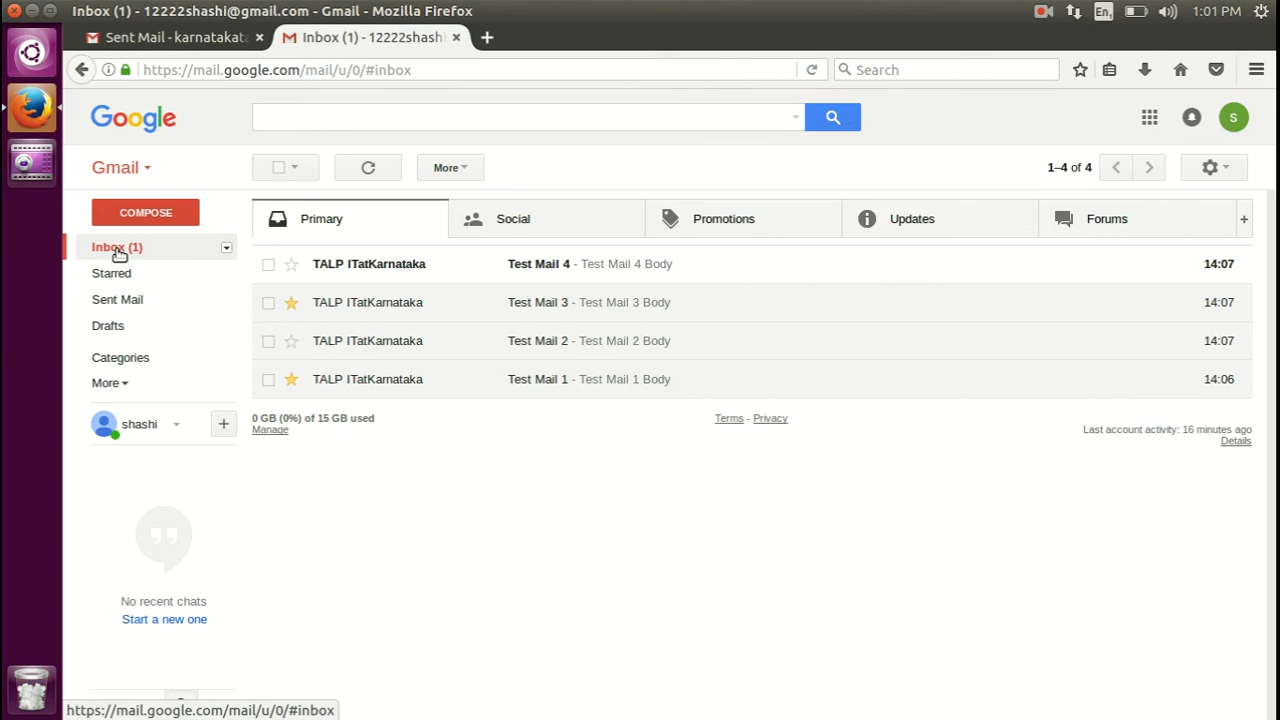 Inbox (1) - 12222shashi@gmail.com - Gmail - Mozilla Firefox
En1
1:01 PM
Sent Mail - karnatakat
Inbox (1) - 12222shashi
https://mail.google.com/mail/u/0/#inbox
Search
Google
S
Gmail
More
1–4 of 4
COMPOSE
Primary
Social
Promotions
Updates
Forums
Inbox (1)
Starred
Sent Mail
Drafts
Categories
More
shashi
TALP ITatKarnataka Test Mail 4 - Test Mail 4 Body 14:07
TALP ITatKarnataka Test Mail 3 - Test Mail 3 Body 14:07
TALP ITatKarnataka Test Mail 2 - Test Mail 2 Body 14:07
TALP ITatKarnataka Test Mail 1 - Test Mail 1 Body 14:06
0 GB (0%) of 15 GB used
Manage
Terms - Privacy
Last account activity: 16 minutes ago
Details
No recent chats
Start a new one
https://mail.google.com/mail/u/0/#inbox